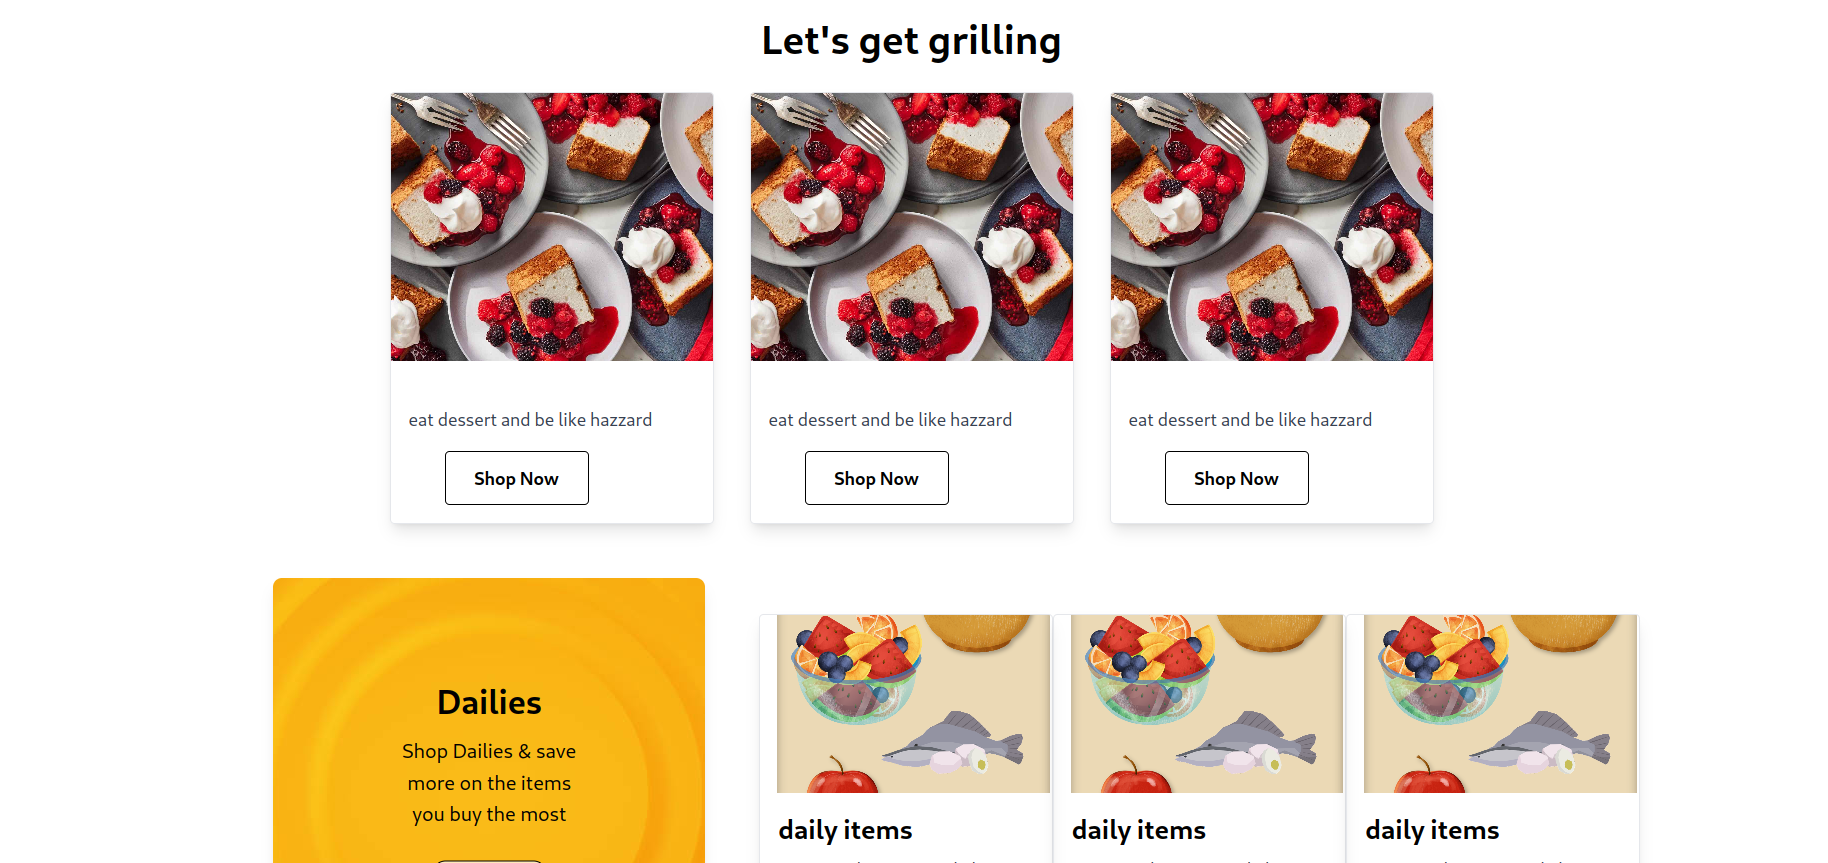 Let's get grilling
eat dessert and be like hazzard
eat dessert and be like hazzard
eat dessert and be like hazzard
Shop Now
Shop Now
Shop Now
Dailies
Shop Dailies & save
more on the items
you buy the most
daily items
daily items
daily items